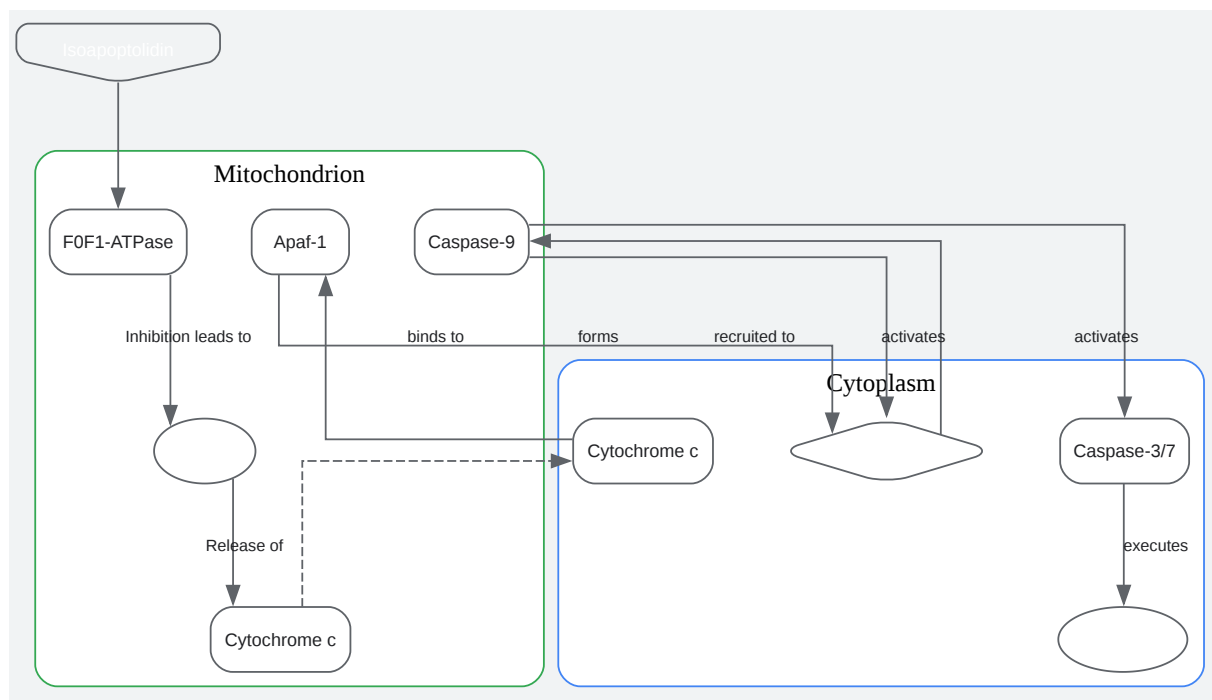 Isoapoptolidin
Mitochondrion
F0F1-ATPase
Apaf-1
Caspase-9
Inhibition leads to
binds to
forms
recruited to
activates
activates
Cytoplasm
Cytochrome c
Caspase-3/7
Release of
executes
Cytochrome c